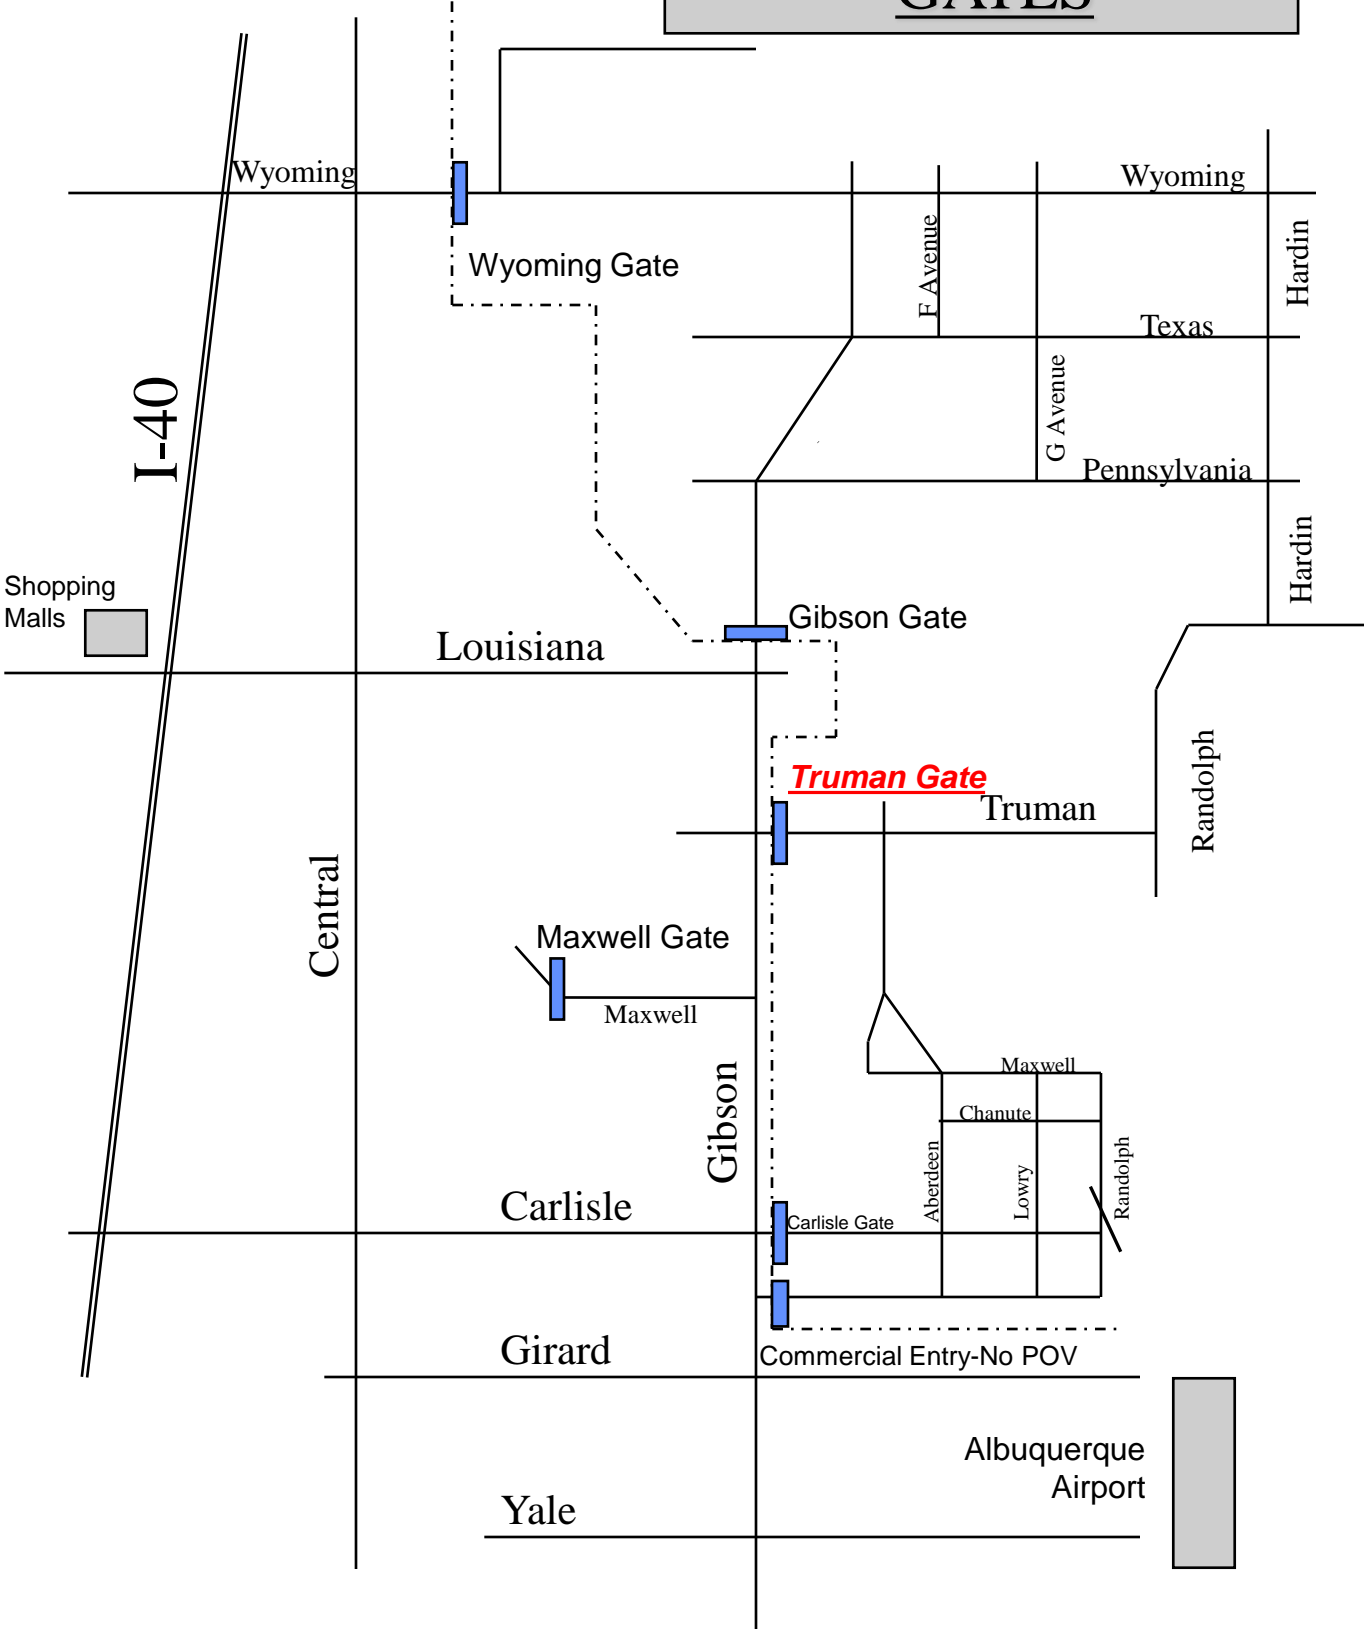 GATES
Wyoming
Wyoming
Hardin
F Avenue
Wyoming Gate
Texas
G Avenue
I-40
Pennsylvania
Hardin
Shopping
Malls
Gibson Gate
Louisiana
Randolph
Truman Gate
Truman
Central
Maxwell Gate
Maxwell
Gibson
Maxwell
Chanute
Aberdeen
Lowry
Randolph
Carlisle
Carlisle Gate
Girard
Commercial Entry-No POV
Albuquerque
Airport
Yale